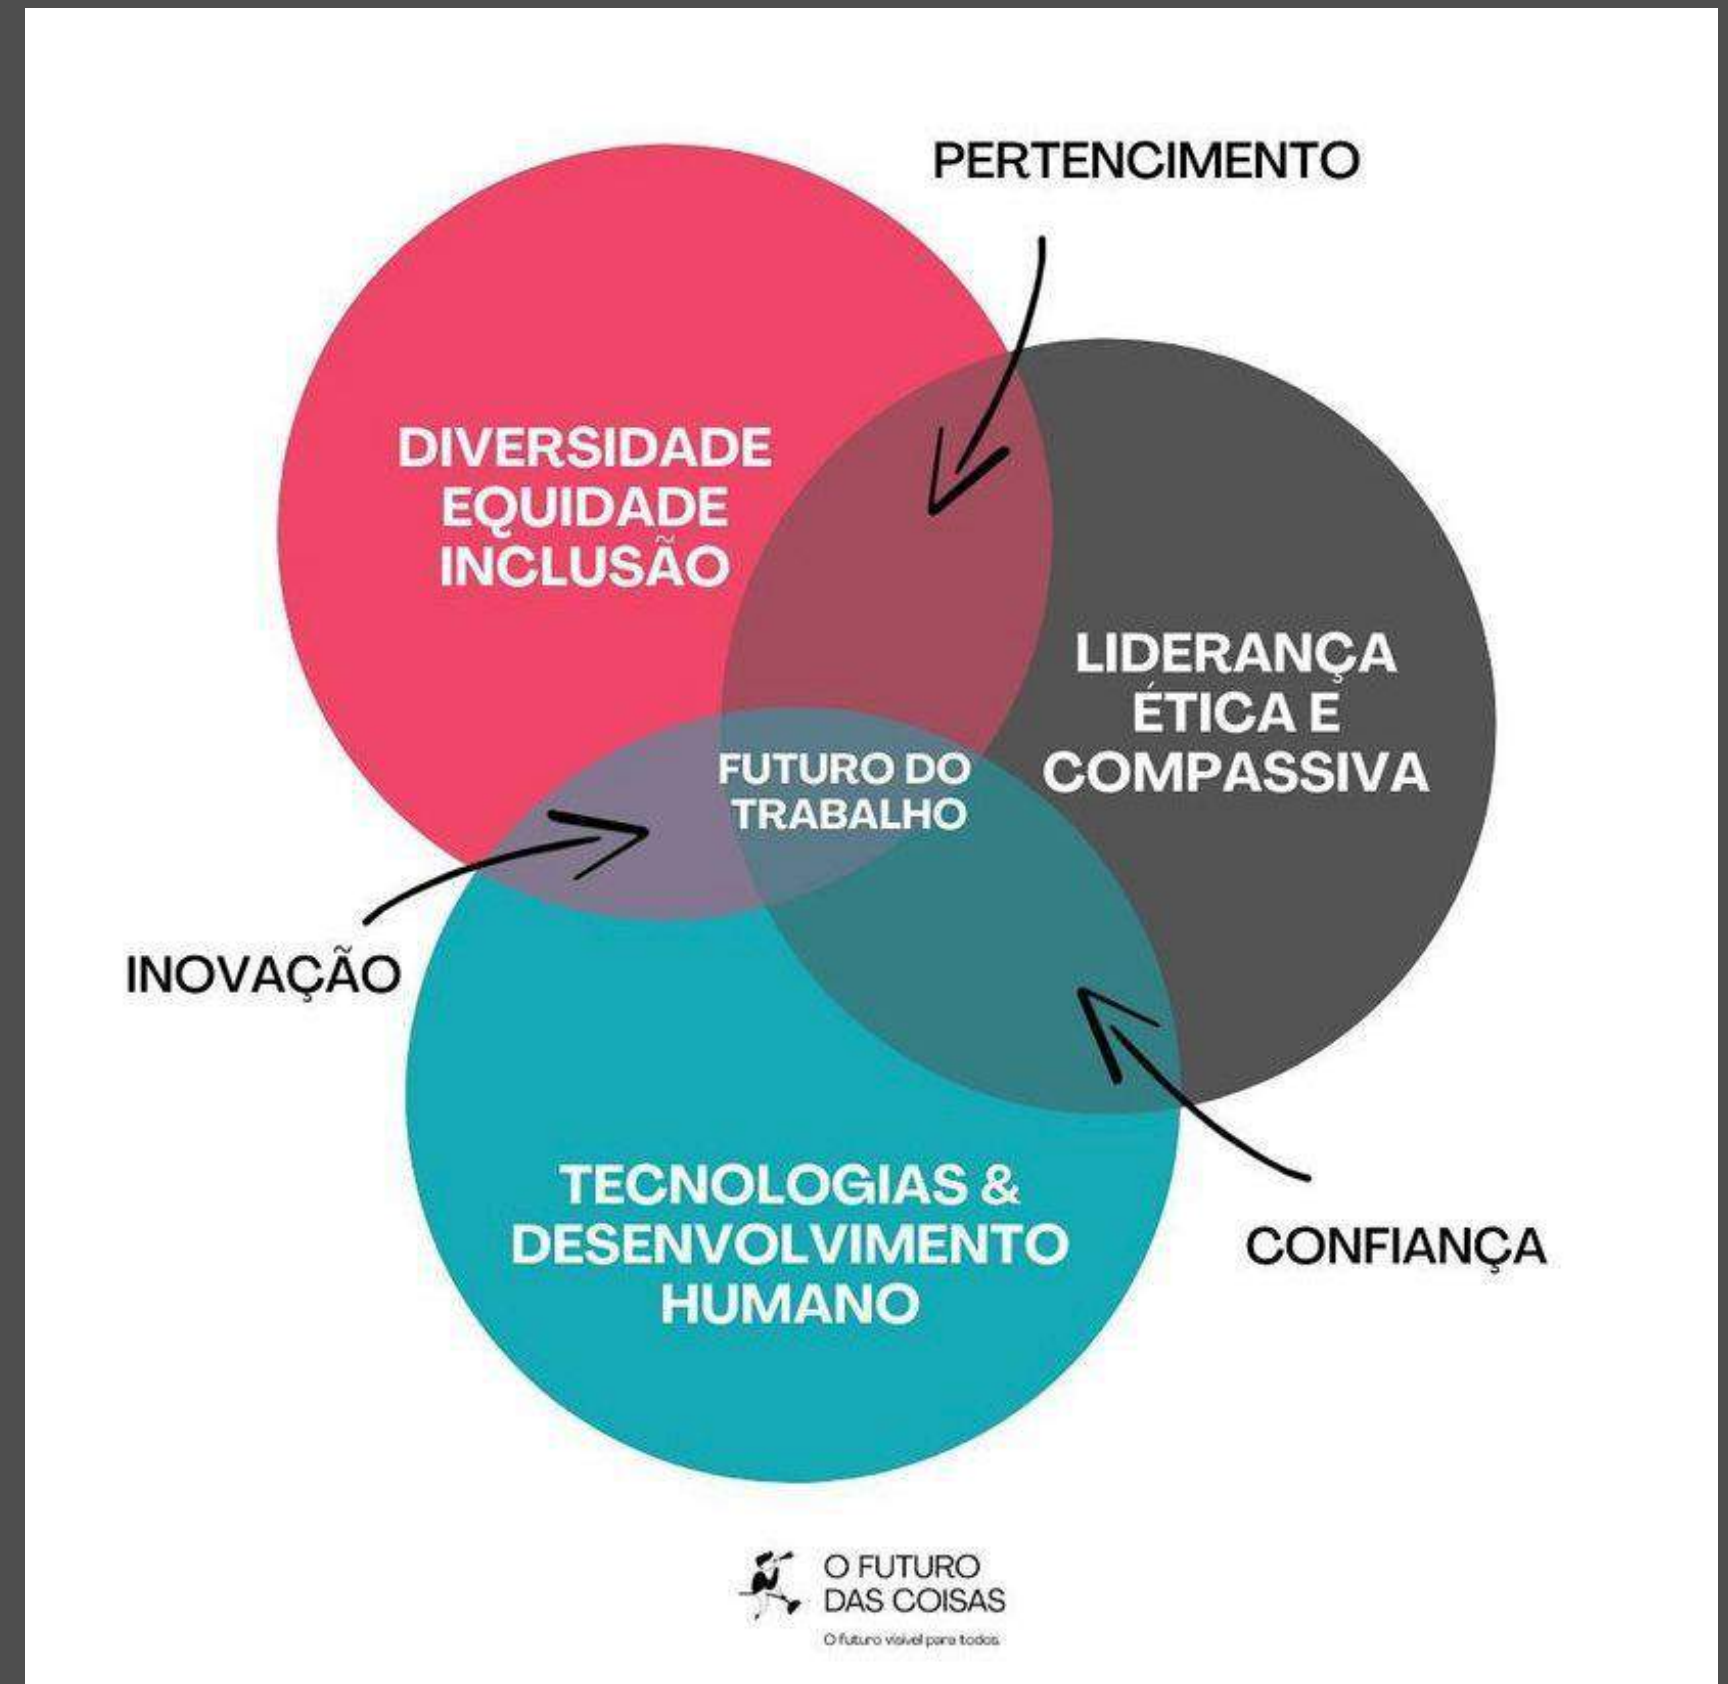 PERTENCIMENTO
DIVERSIDADE
EQUIDADE
INCLUSÃO
LIDERANÇA
ÉTICA E
COMPASSIVA
FUTURO DO
TRABALHO
INOVAÇÃO
TECNOLOGIAS &
DESENVOLVIMENTO
HUMANO
CONFIANÇA
O FUTURO
DAS COISAS
O futuro visível para todos.